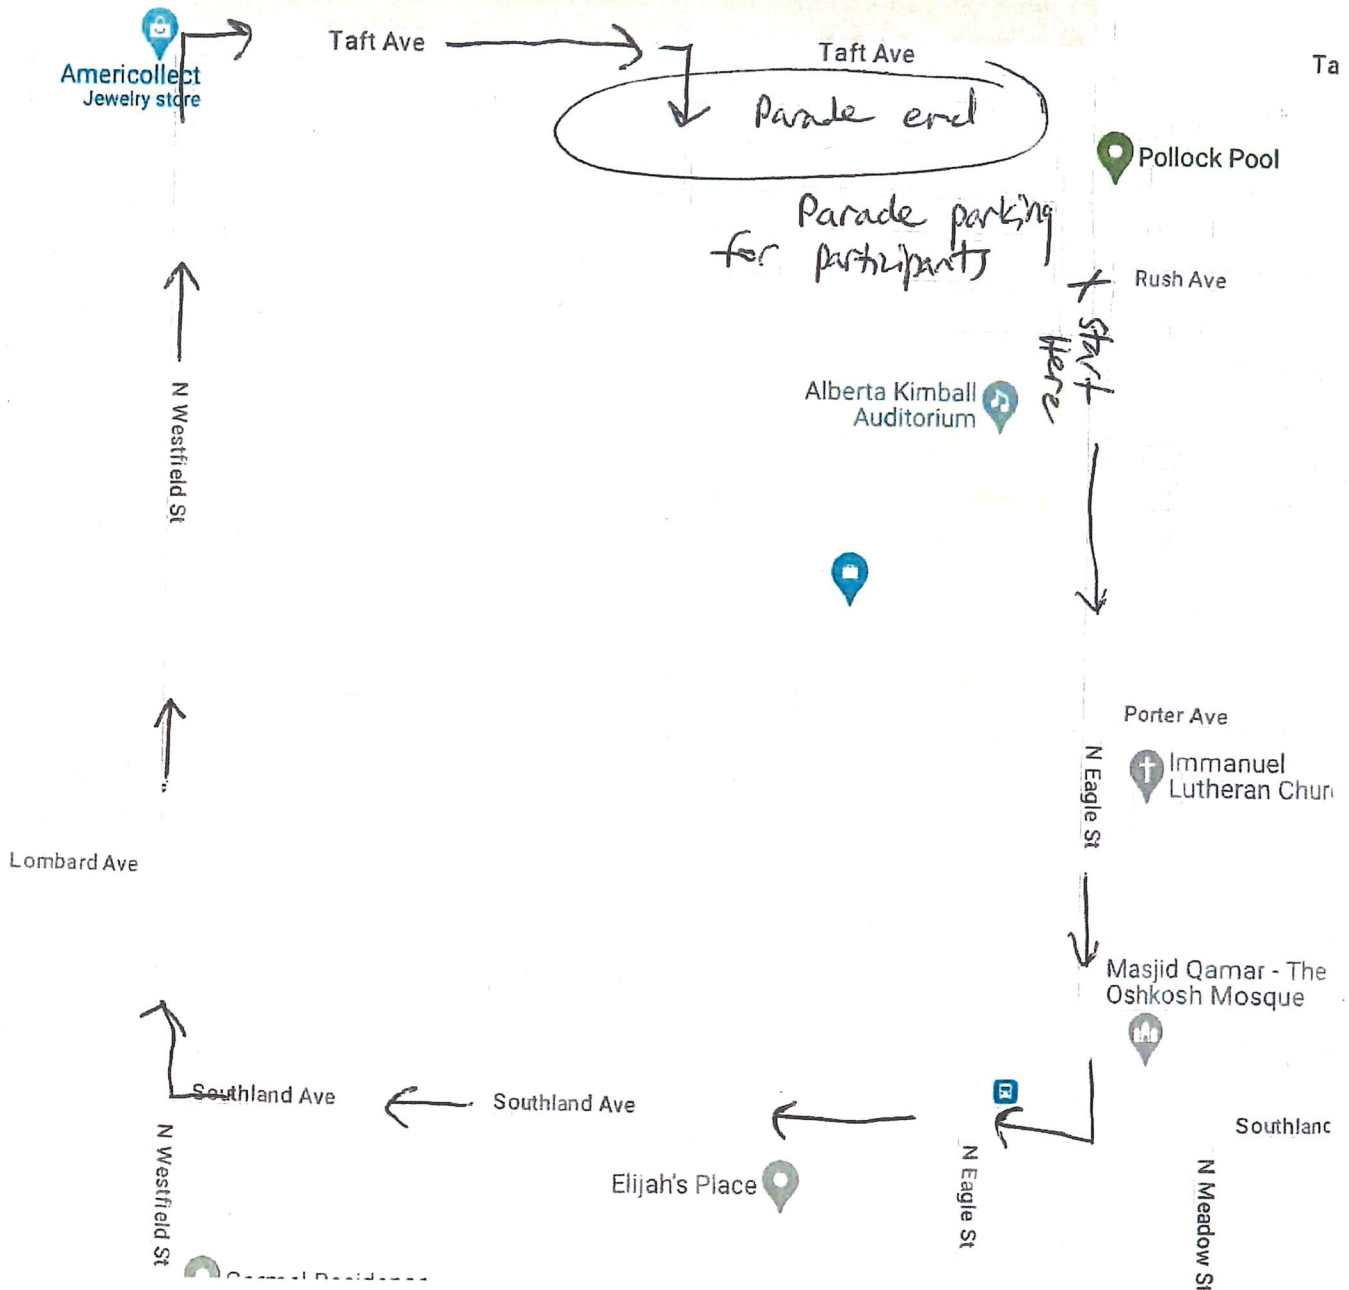 Taft Ave
Taft Ave
Ta
Americollect
Jewelry store
Parade end
Pollock Pool
Parade parking
for participants
Rush Ave
Start
Here
Alberta Kimball
Auditorium
N Westfield St
Porter Ave
N Eagle St
Immanuel
Lutheran Chur
Lombard Ave
Masjid Qamar - The
Oshkosh Mosque
Southland Ave
Southland Ave
Southlan
N Westfield St
Elijah's Place
N Eagle St
N Meadow St